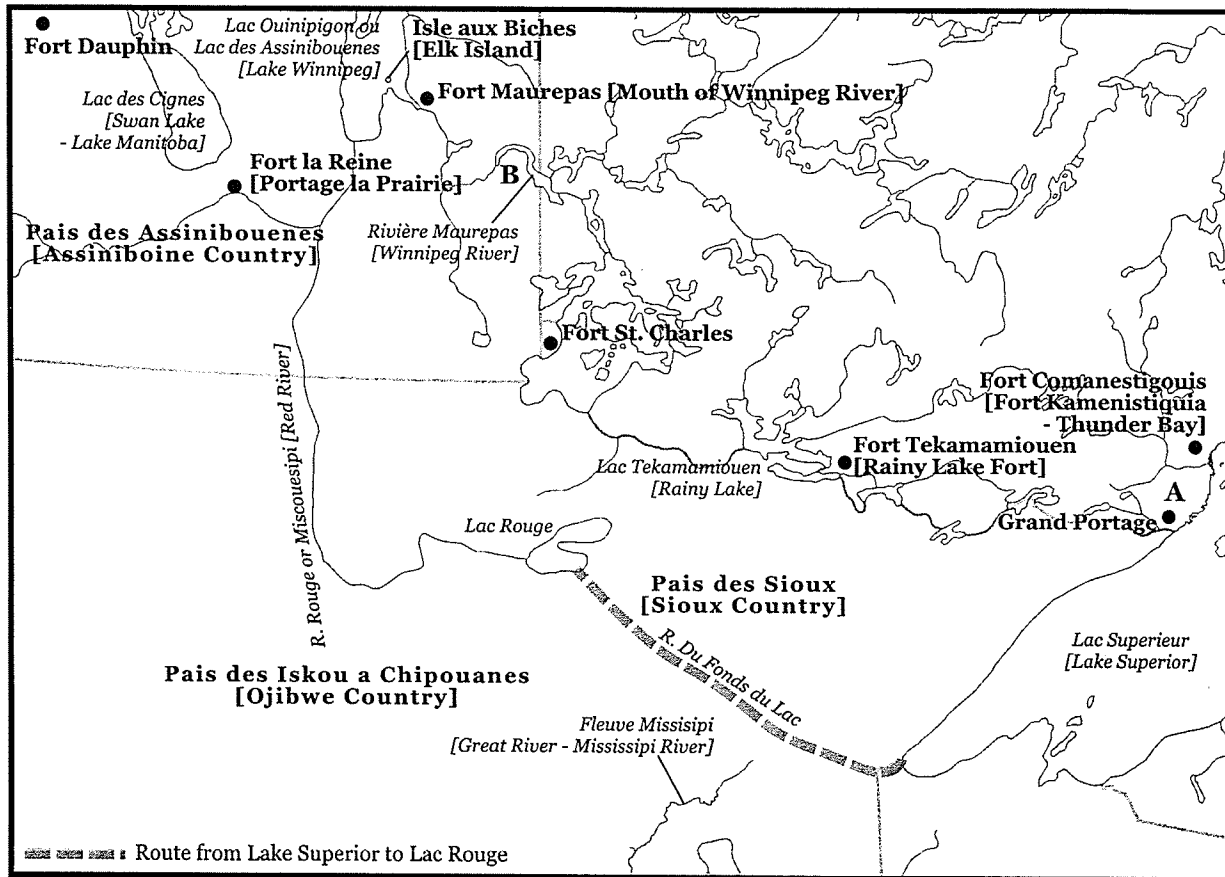 Fort Dauphin
Lac Ouinipigon ou
Lac des Assinibouenes
[Lake Winnipeg]
Isle aux Biches
[Elk Island]
Fort Maurepas [Mouth of Winnipeg River]
Lac des Cignes
[Swan Lake
- Lake Manitoba]
Fort la Reine
[Portage la Prairie]
B
Rivière Maurepas
[Winnipeg River]
Pais des Assinibouenes
[Assiniboine Country]
Fort St. Charles
R. Rouge or Miscouesipi [Red River]
Fort Comanestigouis
[Fort Kamenistiquia
- Thunder Bay]
Fort Tekamamiouen
[Rainy Lake Fort]
Lac Tekamamiouen
[Rainy Lake]
A
Grand Portage
Lac Rouge
Pais des Sioux
[Sioux Country]
R. Du Fonds du Lac
Lac Superieur
[Lake Superior]
Pais des Iskou a Chipouanes
[Ojibwe Country]
Fleuve Missisipi
[Great River - Mississipi River]
Route from Lake Superior to Lac Rouge